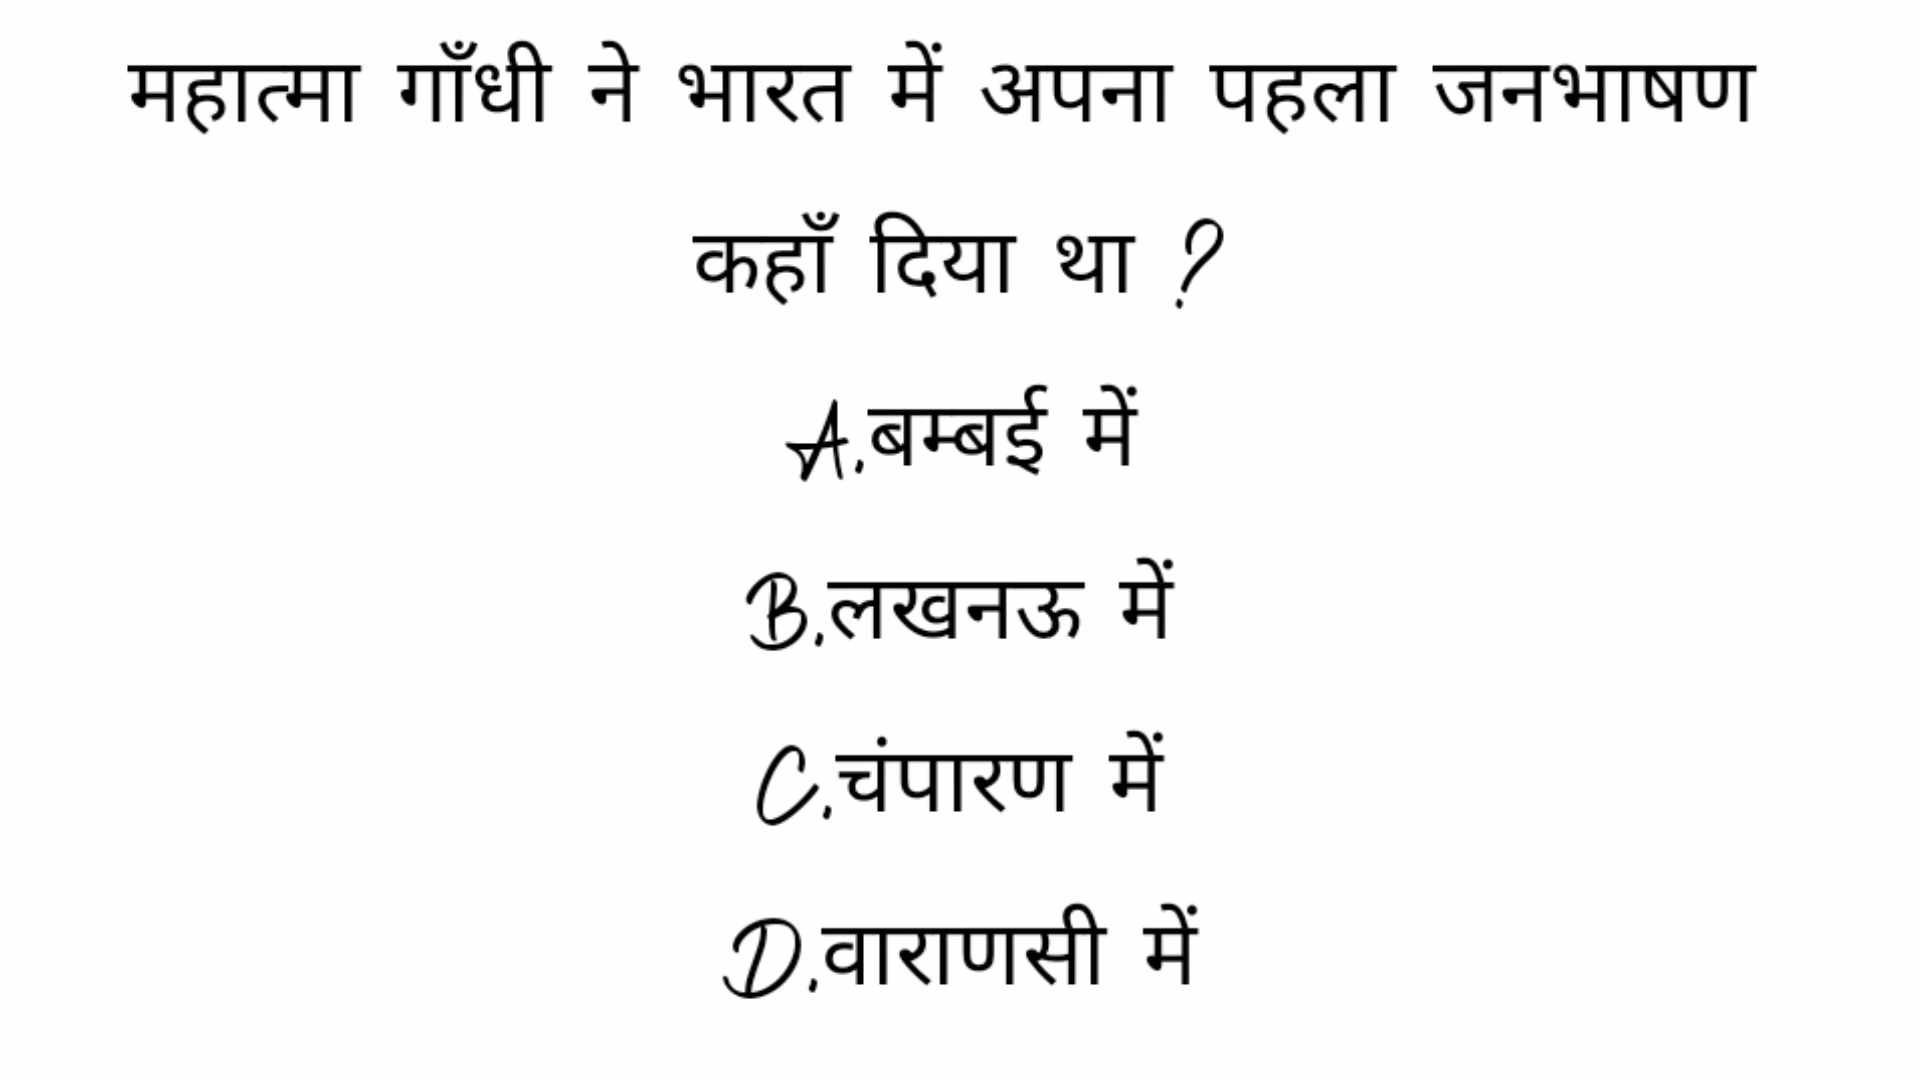 महात्मा गाँधी ने भारत में अपना पहला जनभाषण
कहाँ दिया था ?
A.बम्बई में
B.लखनऊ में
C.चंपारण में
D.वाराणसी में